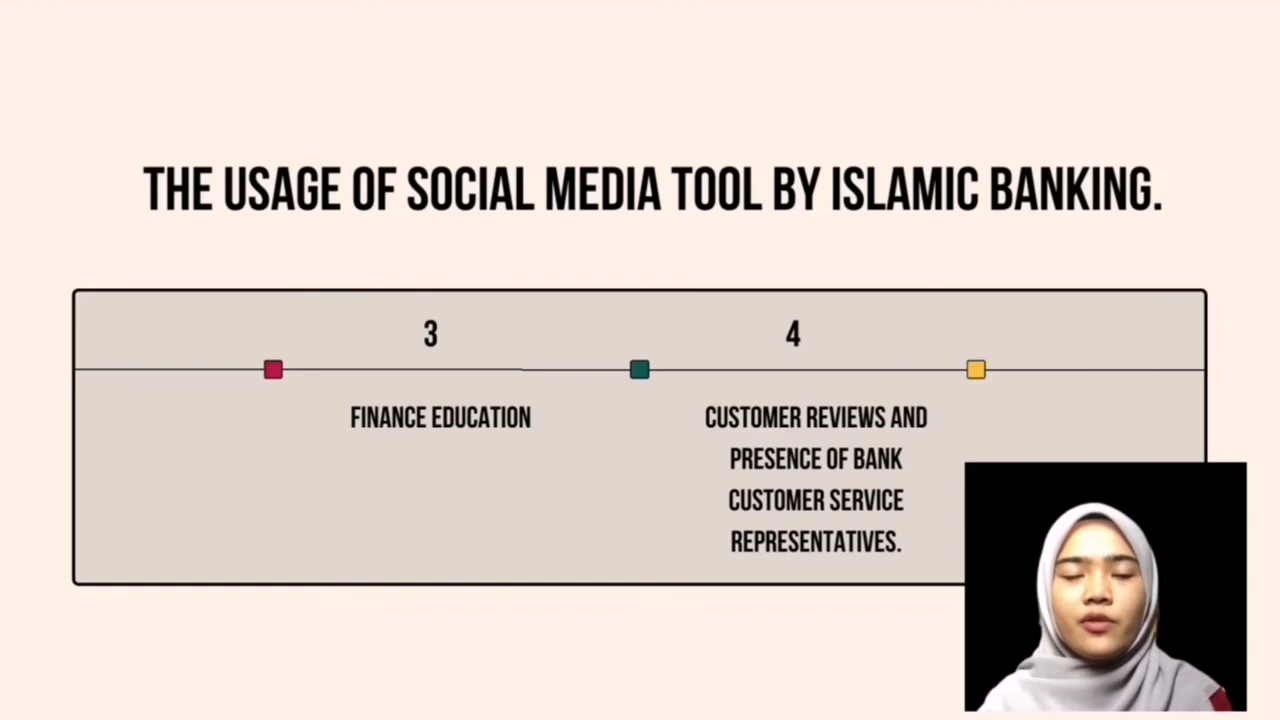 THE USAGE OF SOCIAL MEDIA TOOL BY ISLAMIC BANKING.
3
4
FINANCE EDUCATION
CUSTOMER REVIEWS AND
PRESENCE OF BANK
CUSTOMER SERVICE
REPRESENTATIVES.